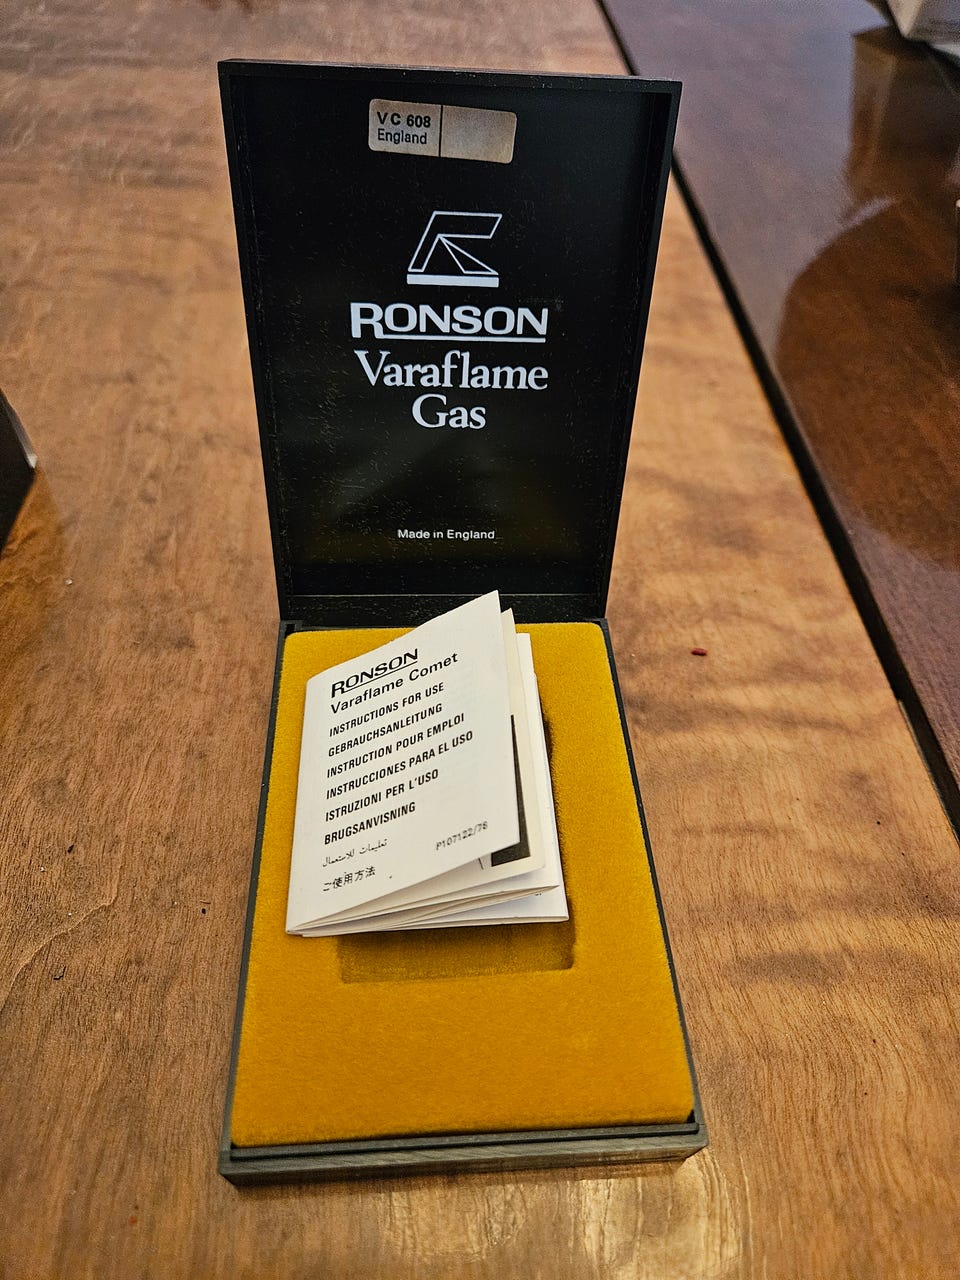 V C 608
England
RONSON
Varaflame
Gas
Made in England
RONSON
Varaflame Comet
INSTRUCTIONS FOR USE
GEBRAUCHSANLEITUNG
INSTRUCTION POUR EMPLOI
INSTRUCCIONES PARA EL USO
ISTRUZIONI PER L'USO
BRUGSANVISNING
تعليمات للاستعمال
ご使用方法
P107122/78